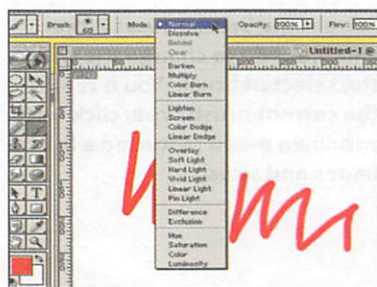 Brush: 60 Mode: Normal Opacity: 100% Flow: 100%
Untitled-1 @
Normal
Dissolve
Behind
Darken
Multiply
Color Burn
Linear Burn
Lighten
Screen
Color Dodge
Linear Dodge
Overlay
Soft Light
Hard Light
Vivid Light
Linear Light
Pin Light
Difference
Exclusion
Hue
Saturation
Color
Luminosity